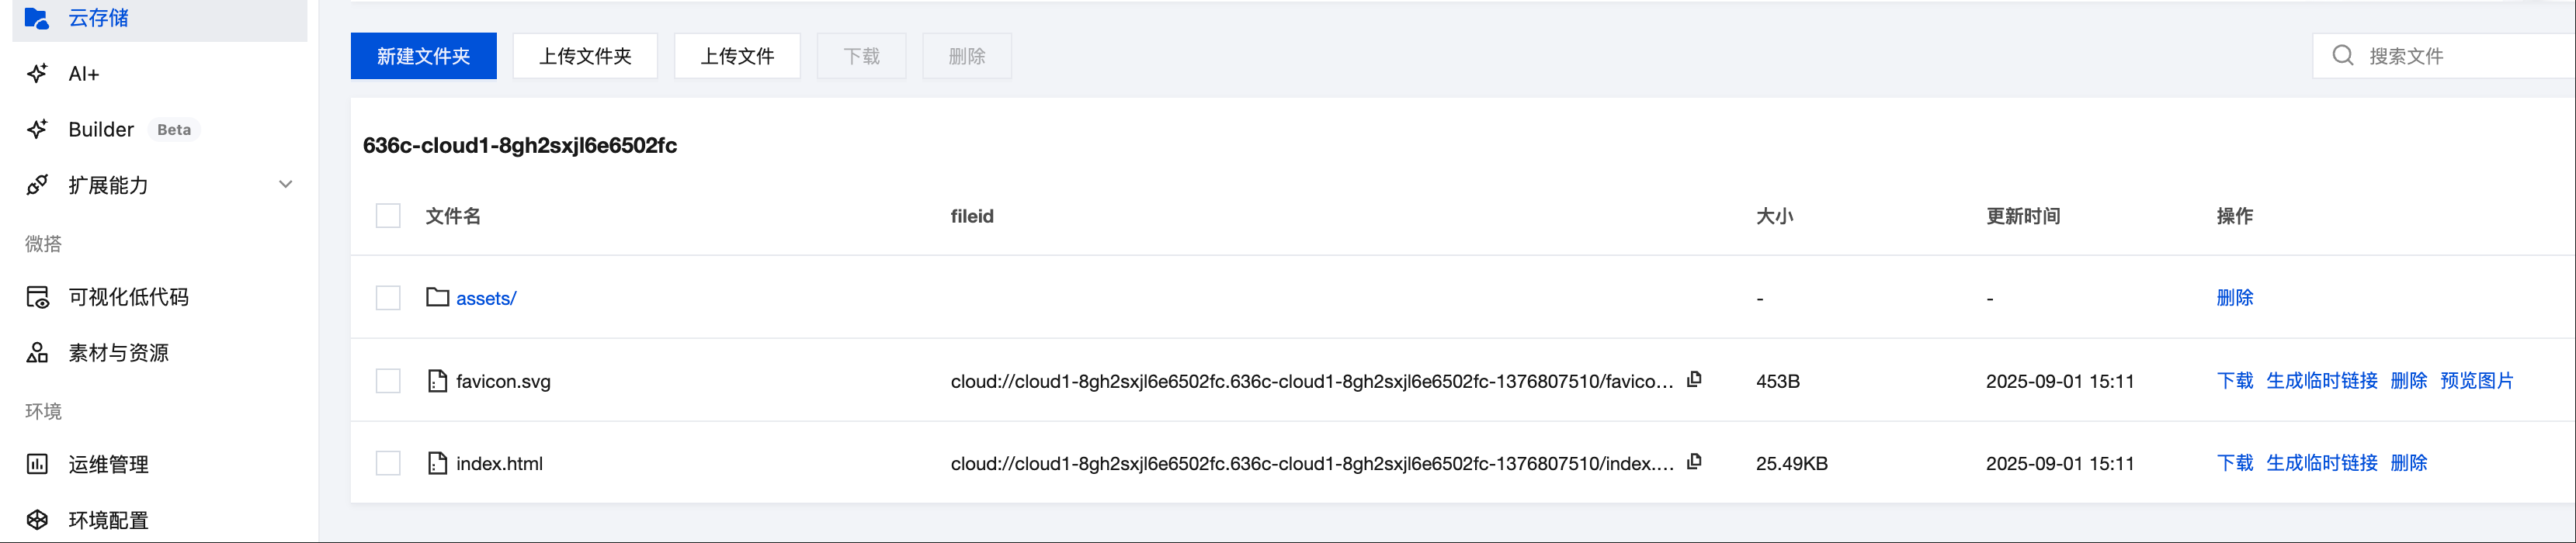 云存储
AI+
Builder Beta
扩展能力
微搭
可视化低代码
素材与资源
环境
运维管理
环境配置
新建文件夹 上传文件夹 上传文件 下载 删除 搜索文件
636c-cloud1-8gh2sxjl6e6502fc
文件名 fileid 大小 更新时间 操作
assets/ - - 删除
favicon.svg cloud://cloud1-8gh2sxjl6e6502fc.636c-cloud1-8gh2sxjl6e6502fc-1376807510/favico... 453B 2025-09-01 15:11 下载 生成临时链接 删除 预览图片
index.html cloud://cloud1-8gh2sxjl6e6502fc.636c-cloud1-8gh2sxjl6e6502fc-1376807510/index.... 25.49KB 2025-09-01 15:11 下载 生成临时链接 删除